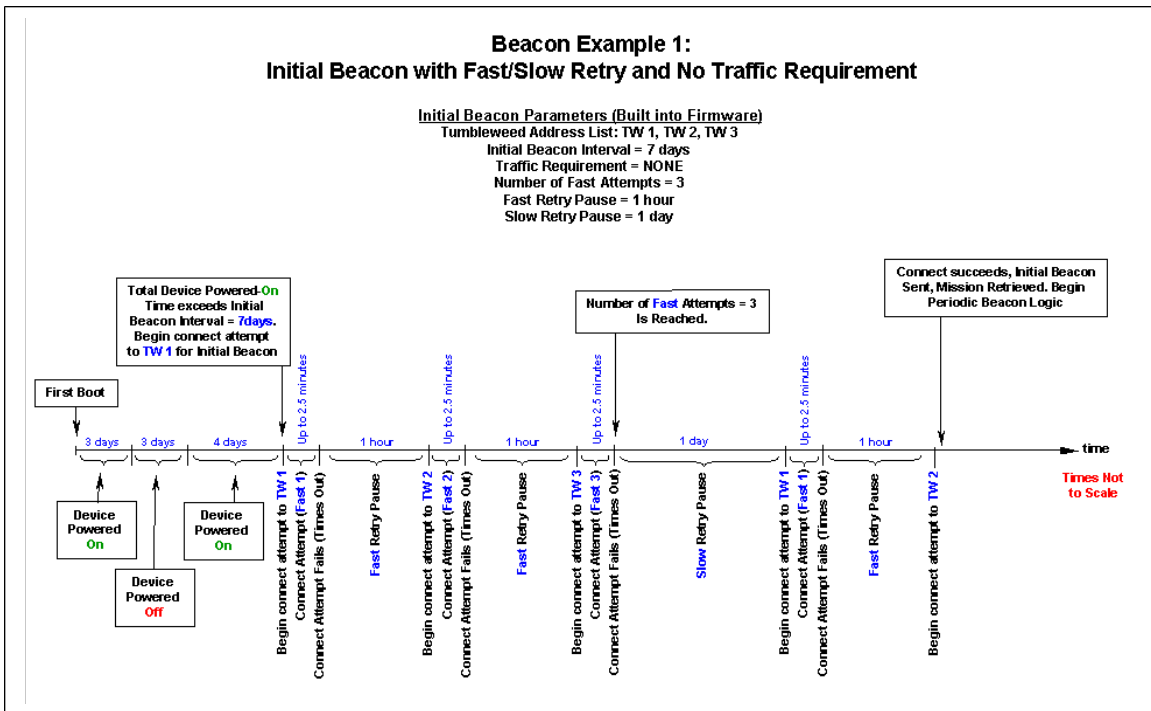 Beacon Example 1:
Initial Beacon with Fast/Slow Retry and No Traffic Requirement
Initial Beacon Parameters (Built into Firmware)
Tumbleweed Address List: TW 1, TW 2, TW 3
Initial Beacon Interval = 7 days
Traffic Requirement = NONE
Number of Fast Attempts = 3
Fast Retry Pause = 1 hour
Slow Retry Pause = 1 day
Total Device Powered-On
Time exceeds Initial
Beacon Interval = 7days.
Begin connect attempt
to TW 1 for Initial Beacon
Number of Fast Attempts = 3
Is Reached.
Connect succeeds, Initial Beacon
Sent, Mission Retrieved. Begin
Periodic Beacon Logic
First Boot
3 days
3 days
4 days
Up to 2.5 minutes
1 hour
Up to 2.5 minutes
1 hour
Up to 2.5 minutes
1 day
Up to 2.5 minutes
1 hour
time
Times Not
to Scale
Device
Powered
On
Device
Powered
Off
Device
Powered
On
Begin connect attempt to TW 1
Connect Attempt (Fast 1)
Connect Attempt Fails (Times Out)
Fast Retry Pause
Begin connect attempt to TW 2
Connect Attempt (Fast 2)
Connect Attempt Fails (Times Out)
Fast Retry Pause
Begin connect attempt to TW 3
Connect Attempt (Fast 3)
Connect Attempt Fails (Times Out)
Slow Retry Pause
Begin connect attempt to TW 1
Connect Attempt (Fast 1)
Connect Attempt Fails (Times Out)
Fast Retry Pause
Begin connect attempt to TW 2